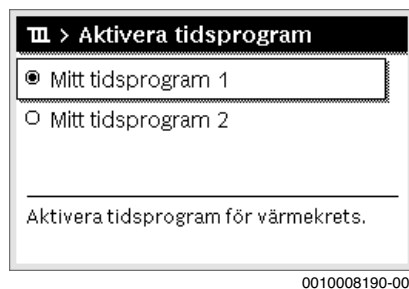 > Aktivera tidsprogram
Mitt tidsprogram 1
Mitt tidsprogram 2
Aktivera tidsprogram för värmekrets.
0010008190-00